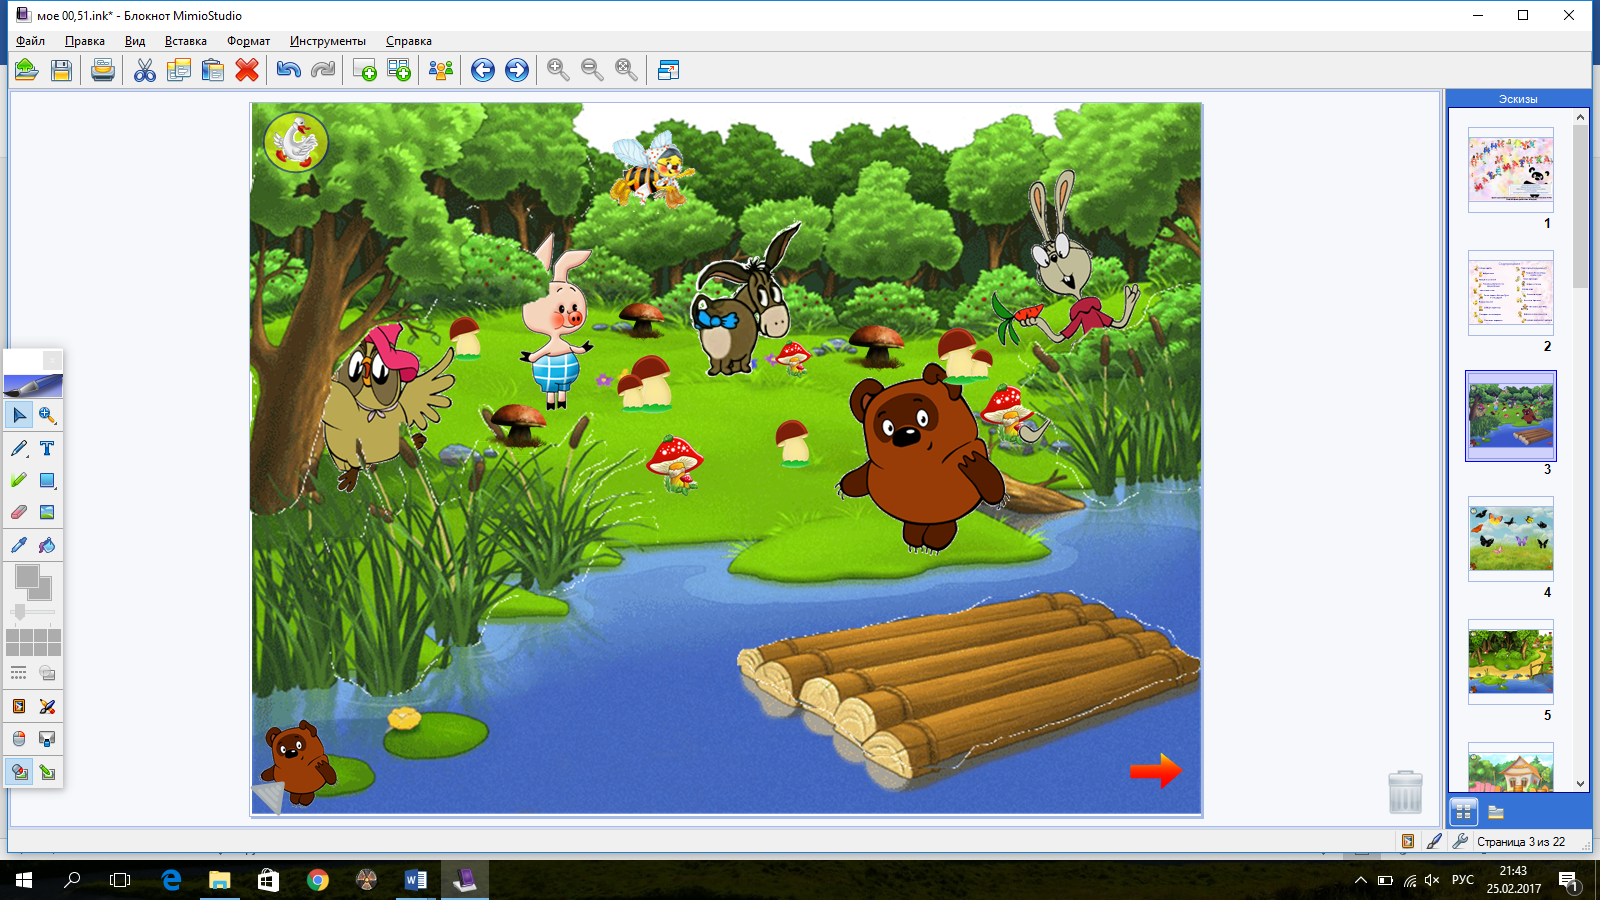 мое 00,51.ink* - Блокнот MimioStudio
Файл Правка Вид Вставка Формат Инструменты Справка
Эскизы
1
2
3
4
5
Страница 3 из 22
РУС
21:43
25.02.2017
1